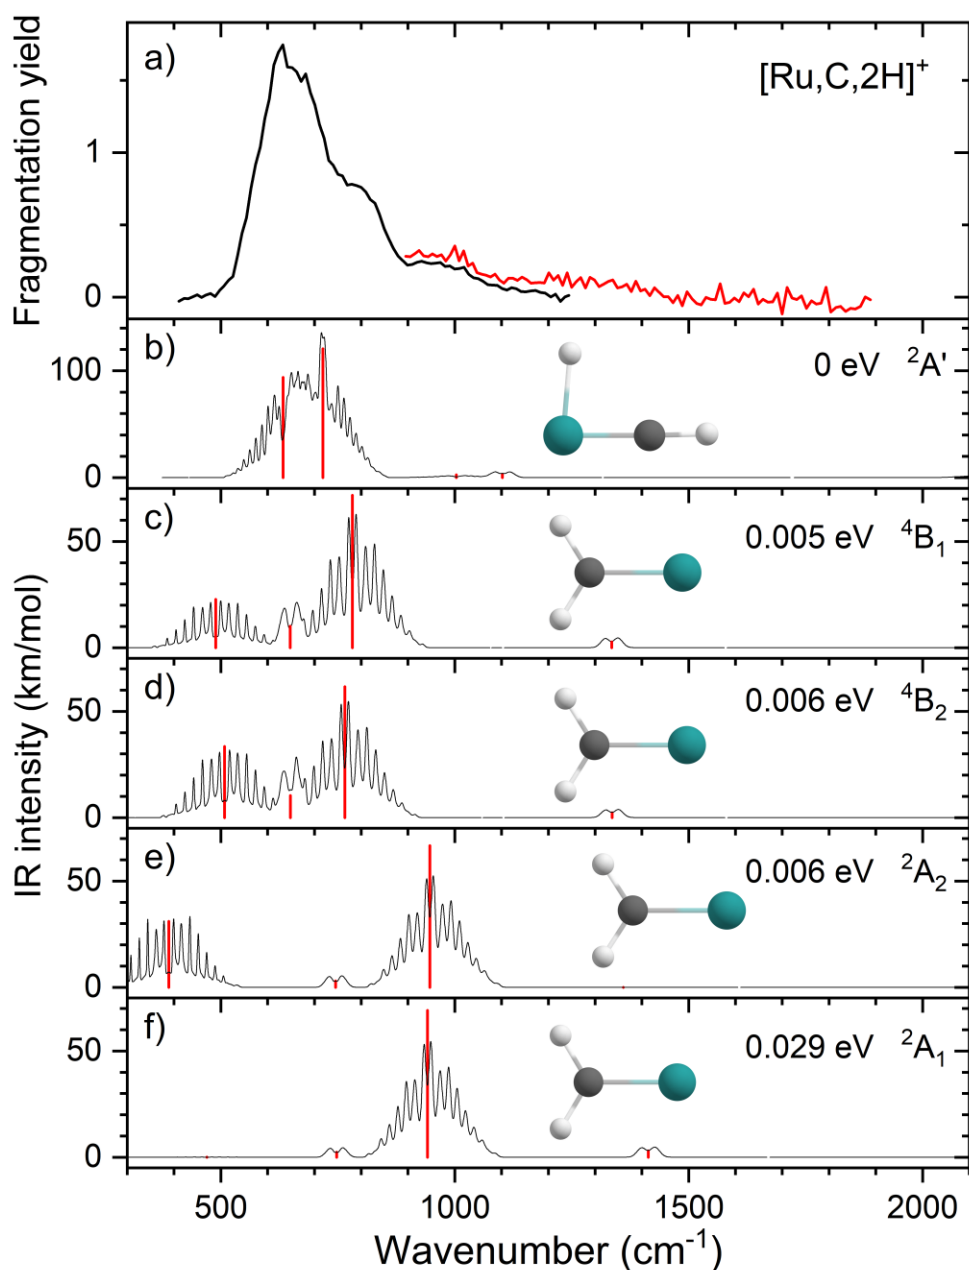 a)
[Ru,C,2H]⁺
Fragmentation yield
1
0
b)
0 eV ²A'
100
0
c)
0.005 eV ⁴B₁
50
0
d)
0.006 eV ⁴B₂
50
0
IR intensity (km/mol)
e)
0.006 eV ²A₂
50
0
f)
0.029 eV ²A₁
50
0
500 1000 1500 2000
Wavenumber (cm⁻¹)